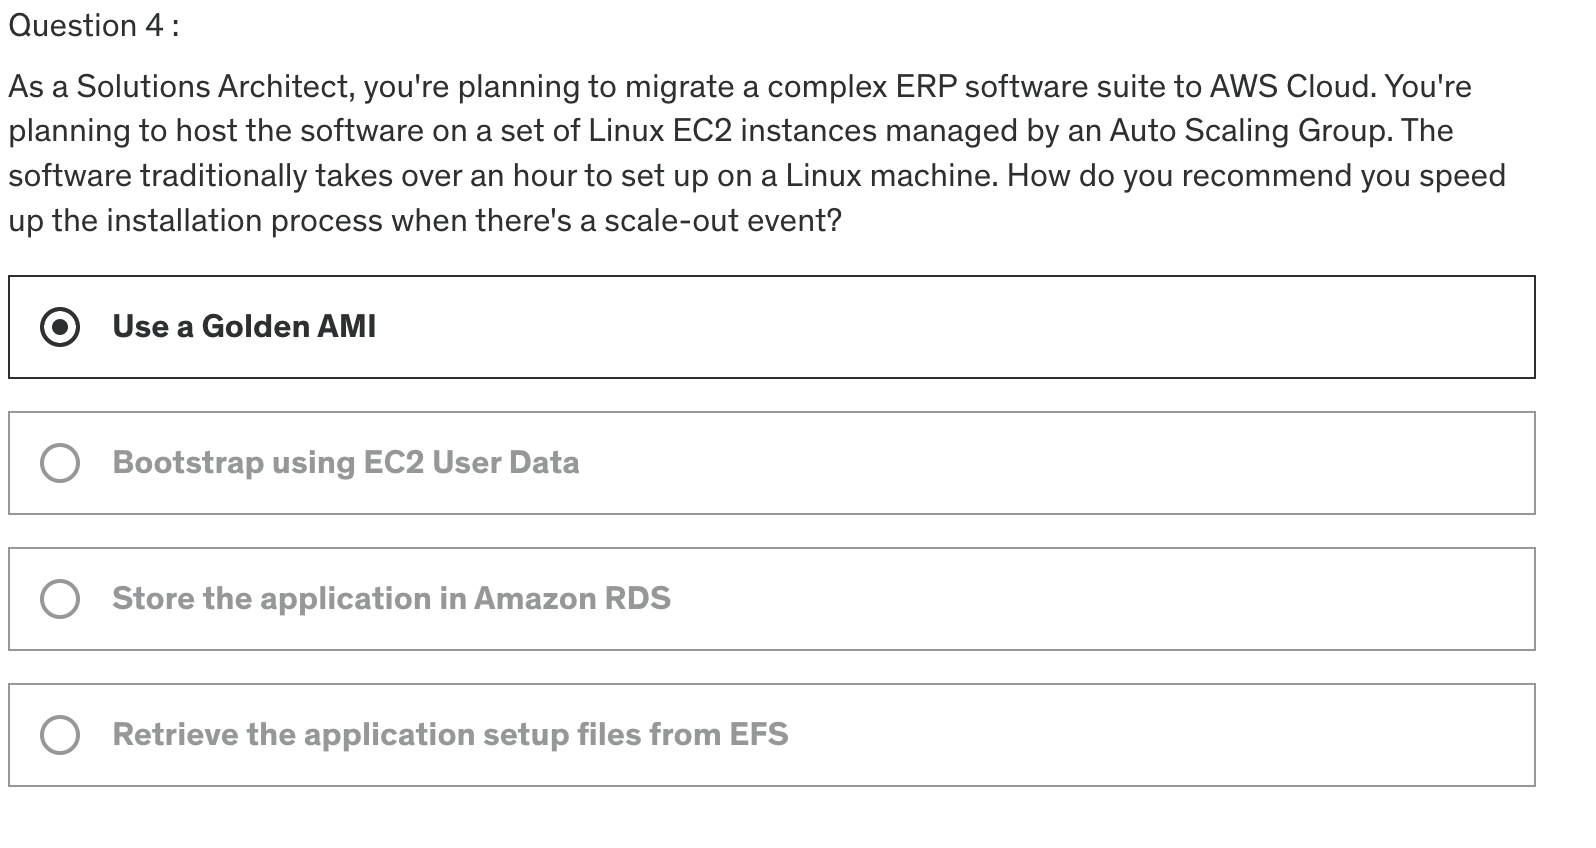 Question 4 :
As a Solutions Architect, you're planning to migrate a complex ERP software suite to AWS Cloud. You're
planning to host the software on a set of Linux EC2 instances managed by an Auto Scaling Group. The
software traditionally takes over an hour to set up on a Linux machine. How do you recommend you speed
up the installation process when there's a scale-out event?
Use a Golden AMI
Bootstrap using EC2 User Data
Store the application in Amazon RDS
Retrieve the application setup files from EFS